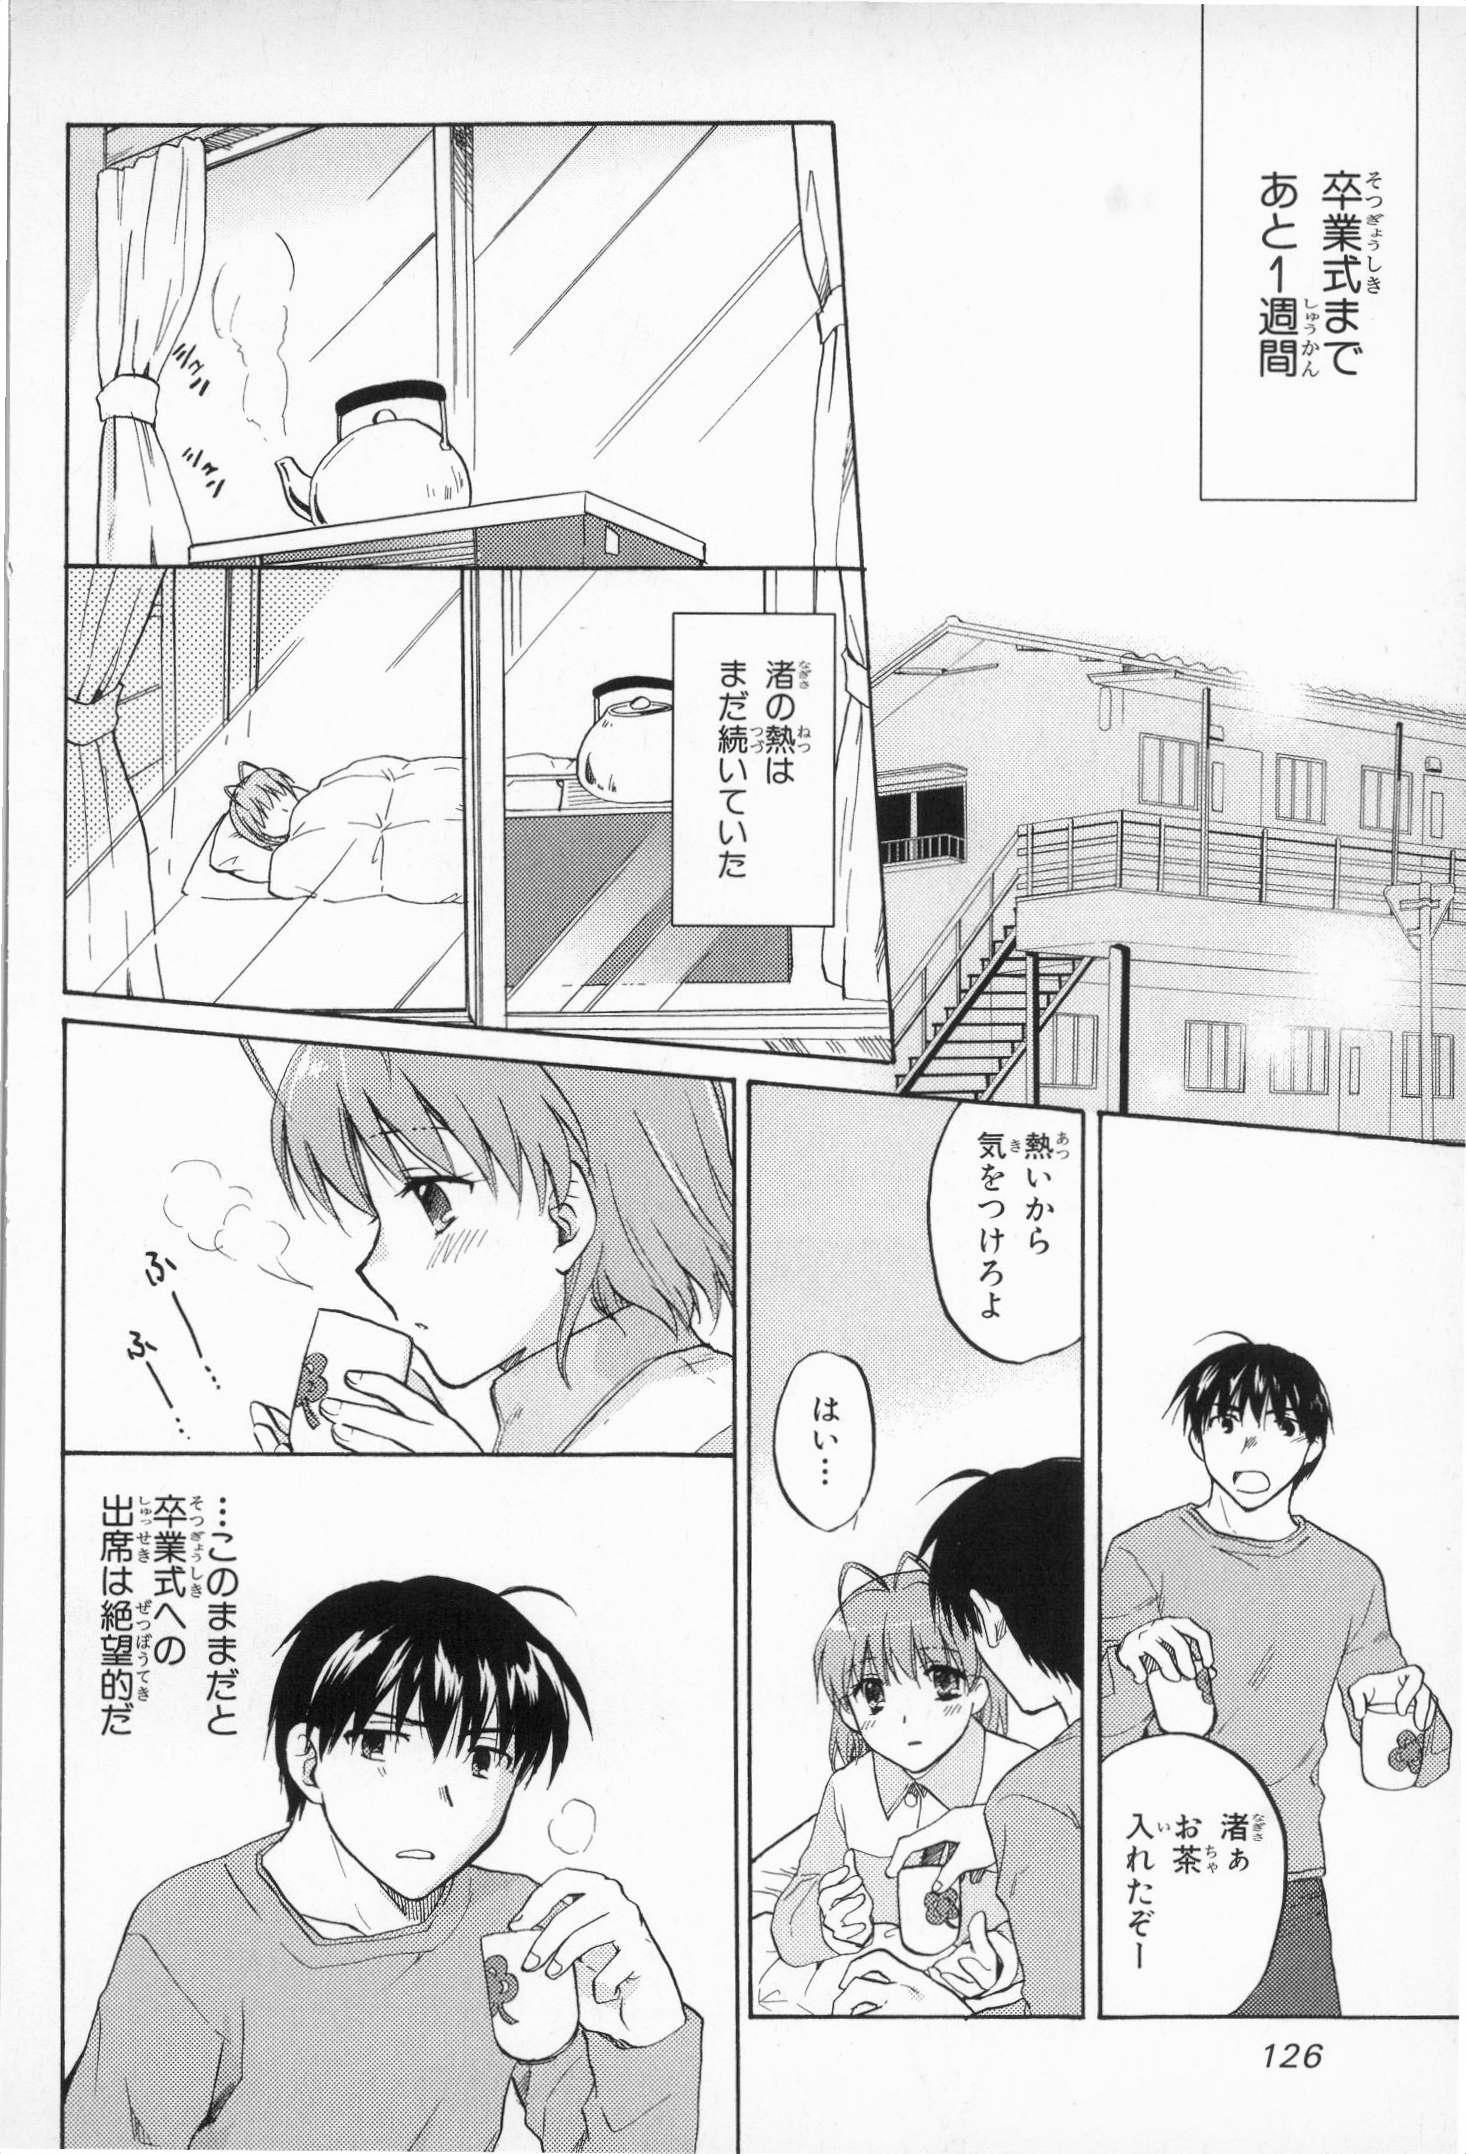 卒業式まで
あと1週間
渚の熱は
まだ続いていた
渚ぁ
お茶
入れたぞー
熱いから
気をつけろよ
はい…
ふー…
ふー…
…このままだと
卒業式への
出席は絶望的だ
126